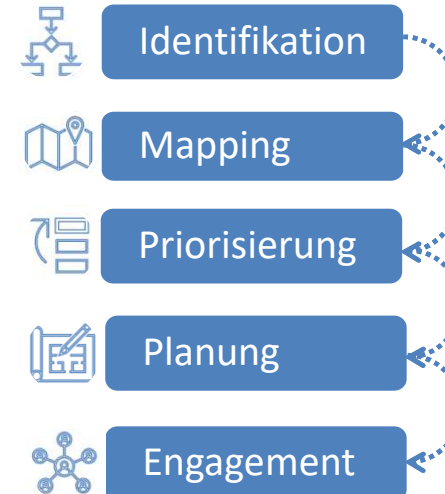 Identifikation
Mapping
Priorisierung
Planung
Engagement